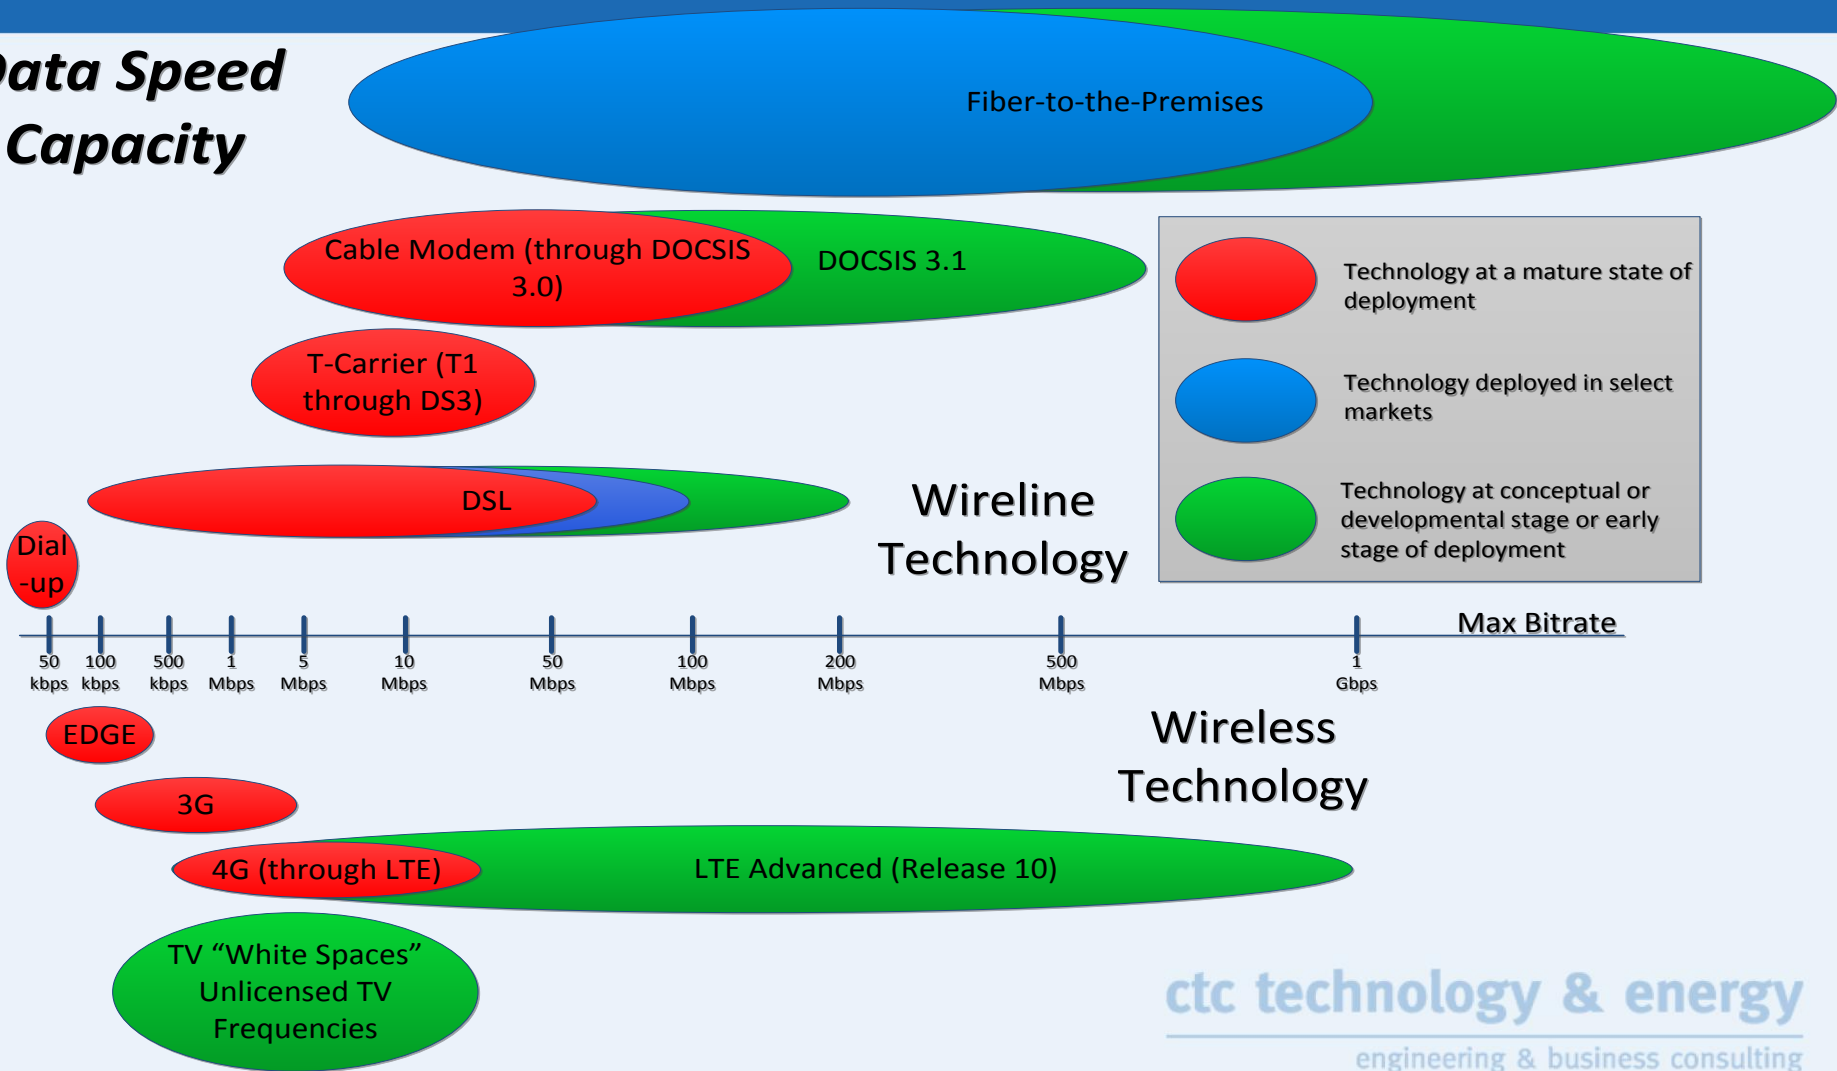 Data Speed
Capacity
Fiber-to-the-Premises
Cable Modem (through DOCSIS
3.0)
DOCSIS 3.1
T-Carrier (T1
through DS3)
DSL
Dial
-up
Wireline
Technology
Technology at a mature state of
deployment
Technology deployed in select
markets
Technology at conceptual or
developmental stage or early
stage of deployment
Max Bitrate
50 100 500 1 5 10 50 100 200 500 1
kbps kbps kbps Mbps Mbps Mbps Mbps Mbps Mbps Mbps Gbps
Wireless
Technology
EDGE
3G
4G (through LTE)
LTE Advanced (Release 10)
TV “White Spaces”
Unlicensed TV
Frequencies
ctc technology & energy
engineering & business consulting